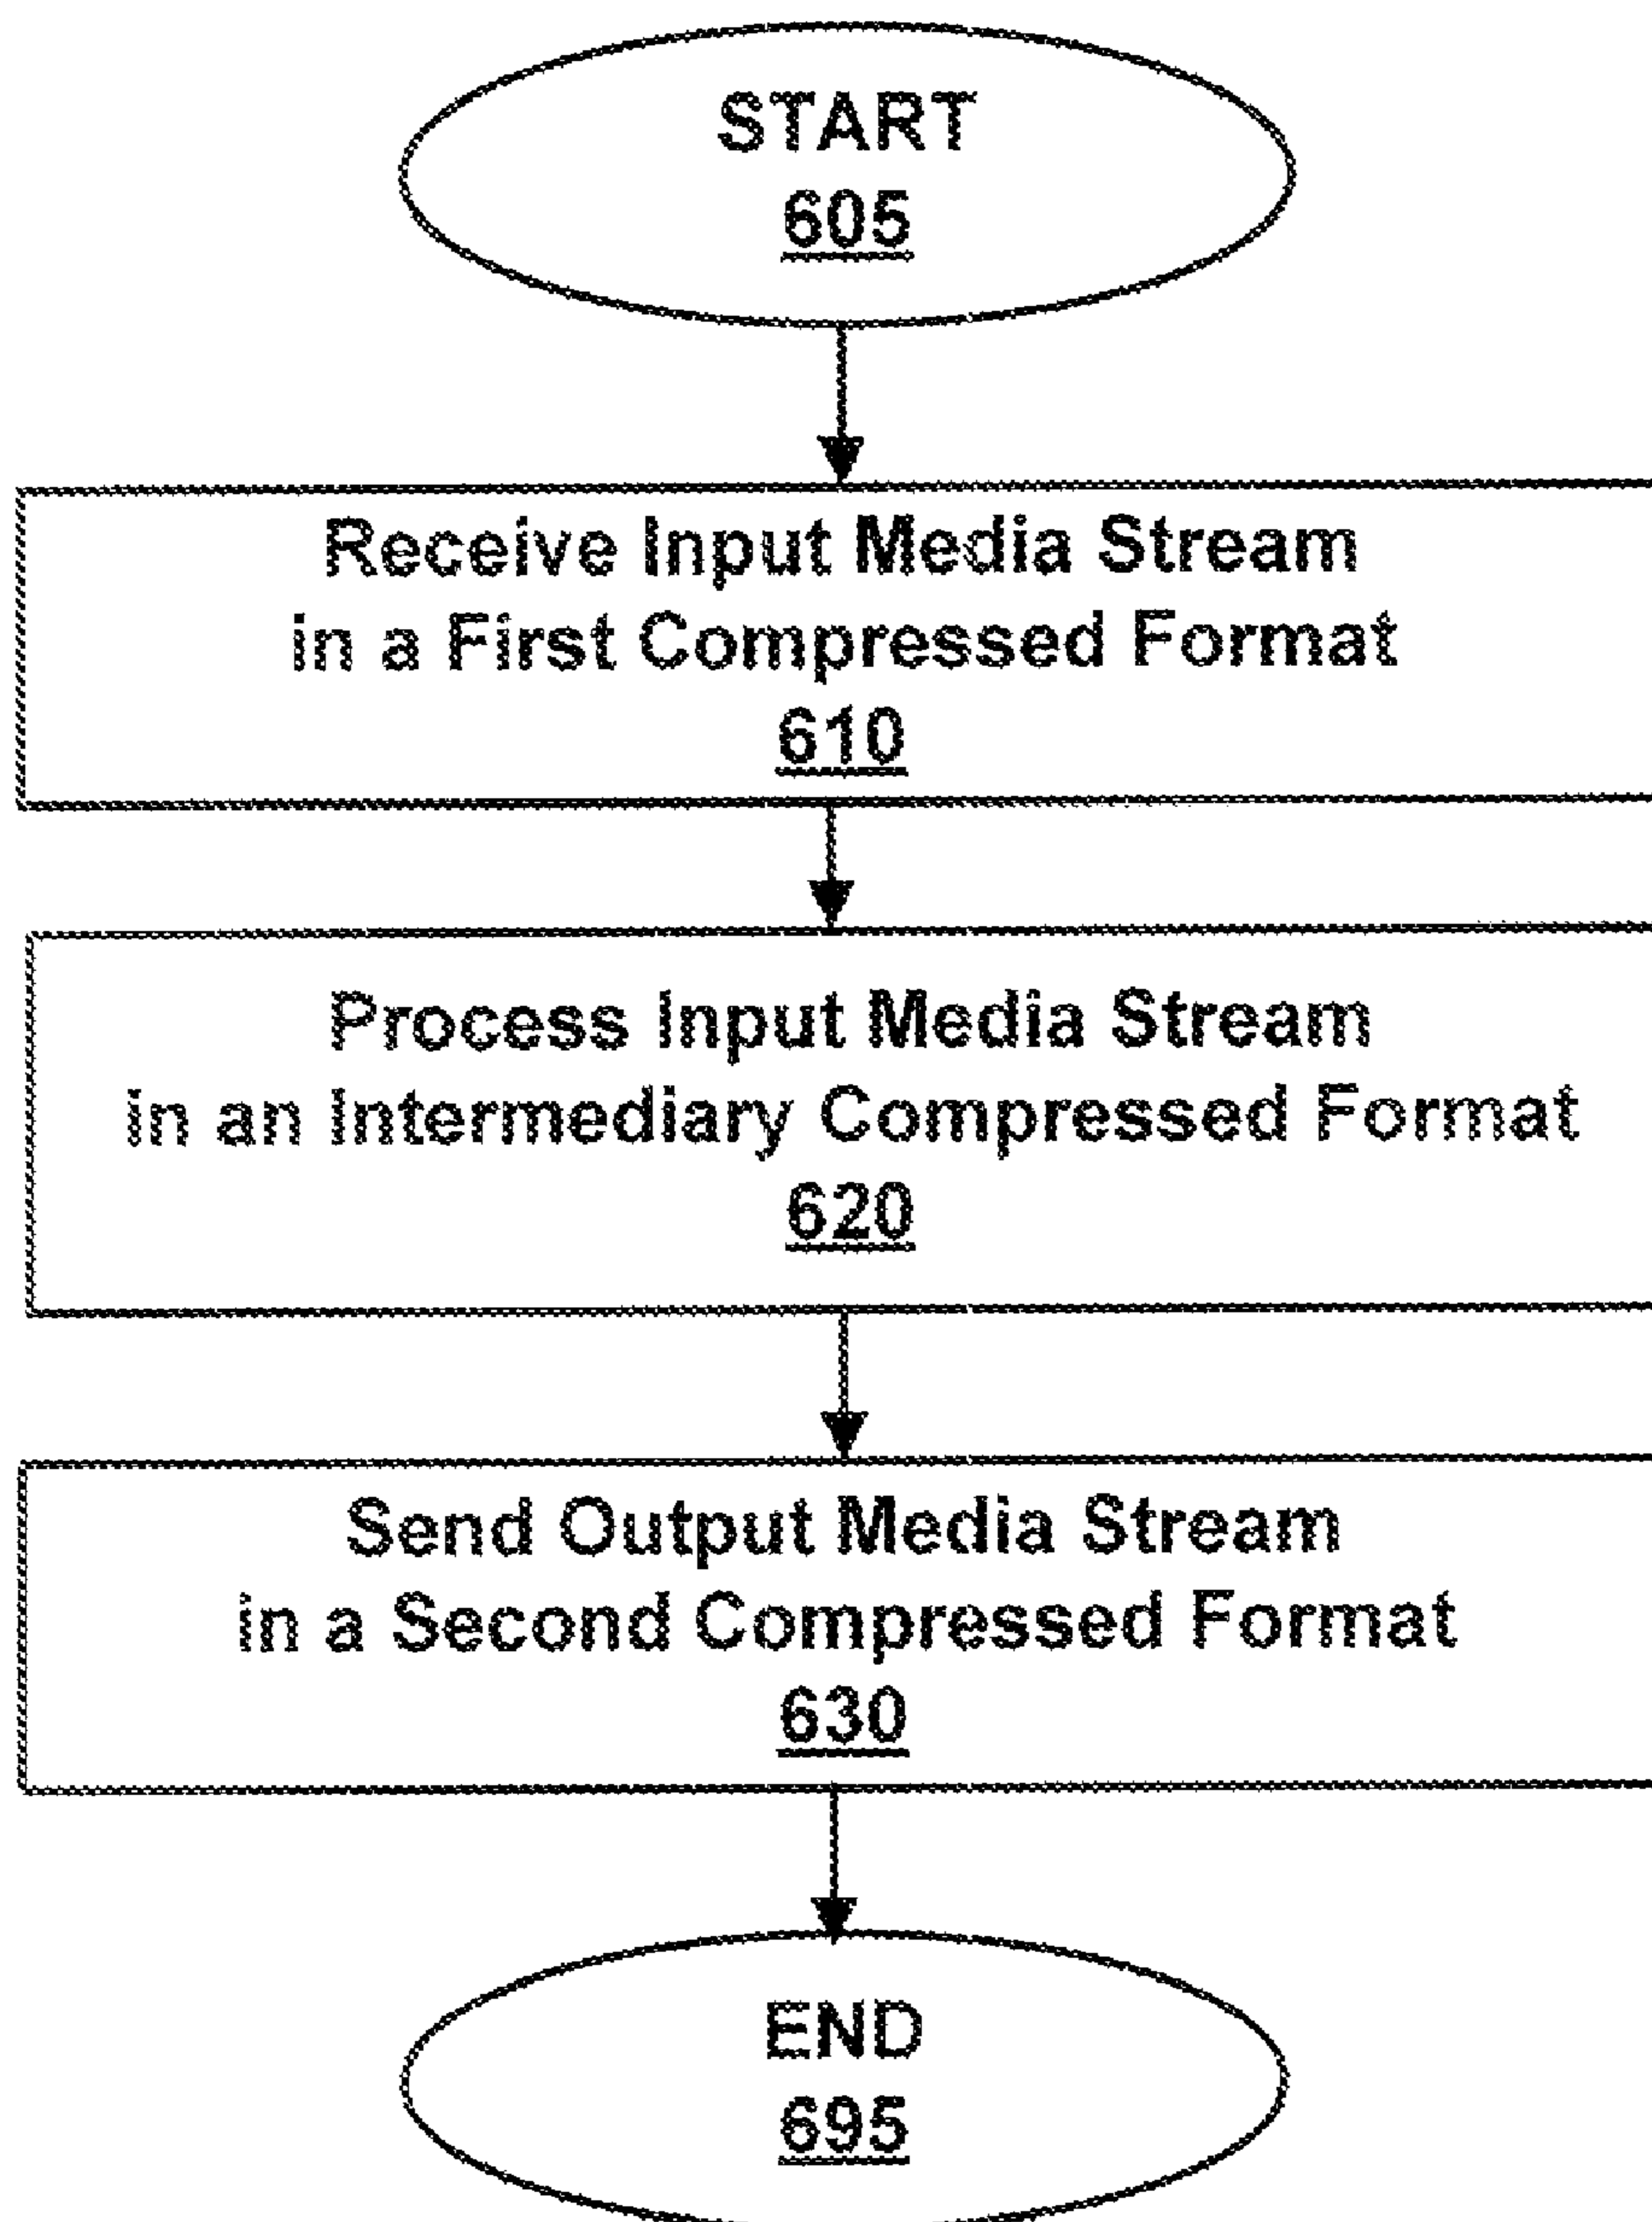 START
605
Receive Input Media Stream
in a First Compressed Format
610
Process Input Media Stream
in an Intermediary Compressed Format
620
Send Output Media Stream
in a Second Compressed Format
630
END
695